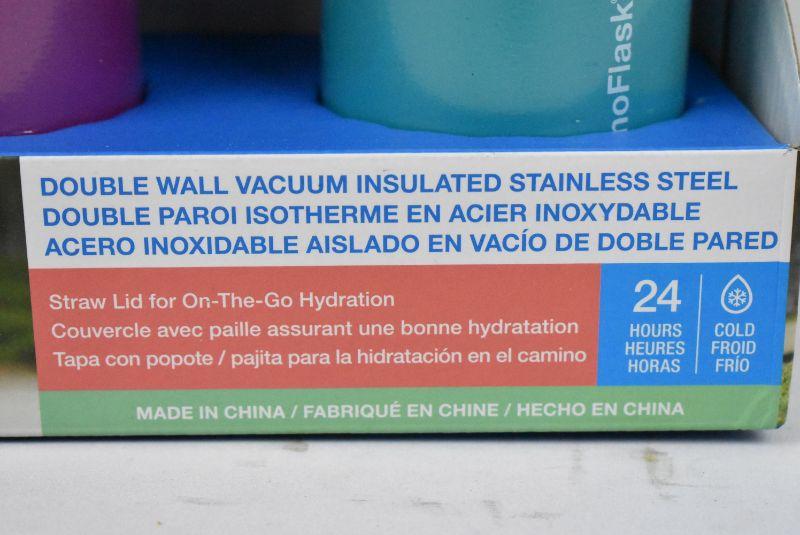 DOUBLE WALL VACUUM INSULATED STAINLESS STEEL
DOUBLE PAROI ISOTHERME EN ACIER INOXYDABLE
ACERO INOXIDABLE AISLADO EN VACÍO DE DOBLE PARED
Straw Lid for On-The-Go Hydration
Couvercle avec paille assurant une bonne hydratation
Tapa con popote / pajita para la hidratación en el camino
24
HOURS
HEURES
HORAS
COLD
FROID
FRÍO
MADE IN CHINA / FABRIQUÉ EN CHINE / HECHO EN CHINA